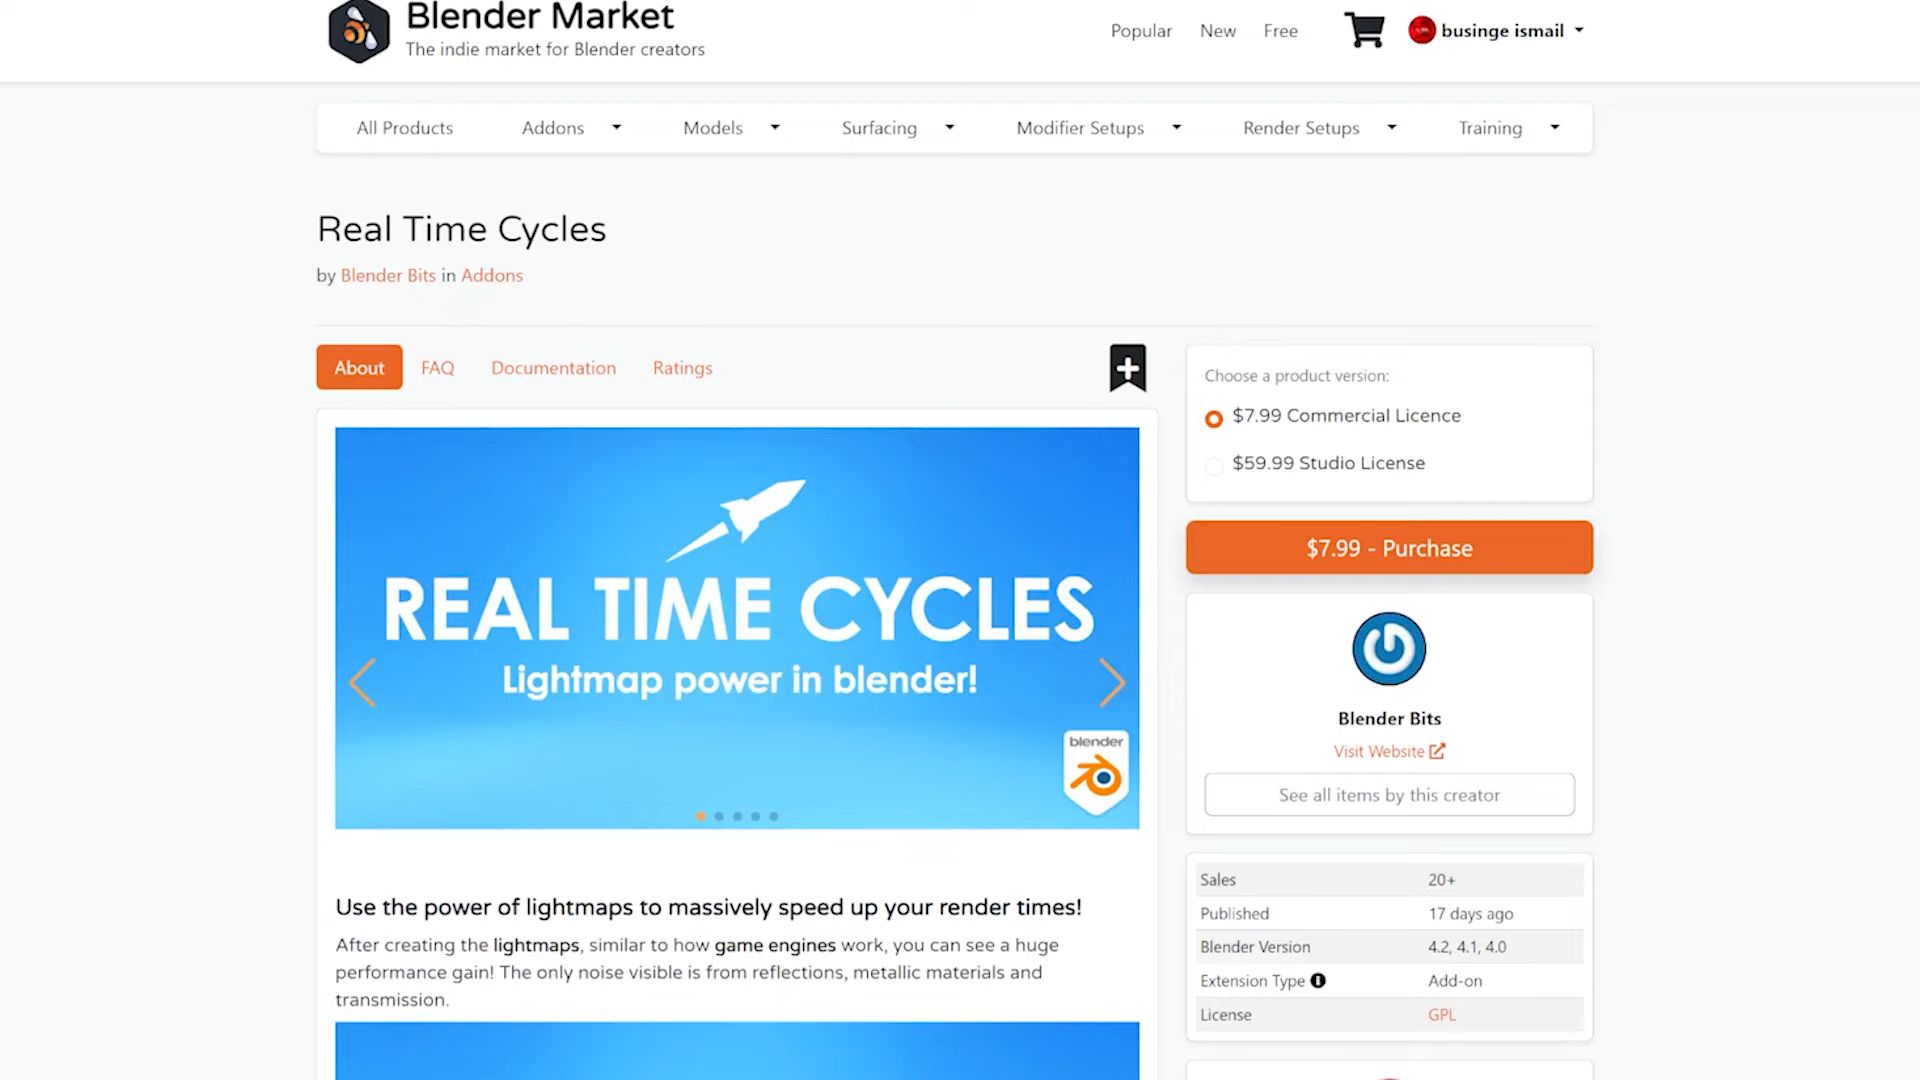 Blender Market
The indie market for Blender creators
Popular
New
Free
businge ismail
All Products
Addons
Models
Surfacing
Modifier Setups
Render Setups
Training
Real Time Cycles
by Blender Bits in Addons
About
FAQ
Documentation
Ratings
REAL TIME CYCLES
Lightmap power in blender!
blender
Use the power of lightmaps to massively speed up your render times!
After creating the lightmaps, similar to how game engines work, you can see a huge
performance gain! The only noise visible is from reflections, metallic materials and
transmission.
Choose a product version:
$7.99 Commercial Licence
$59.99 Studio License
$7.99 - Purchase
Blender Bits
Visit Website
See all items by this creator
Sales 20+
Published 17 days ago
Blender Version 4.2, 4.1, 4.0
Extension Type Add-on
License GPL